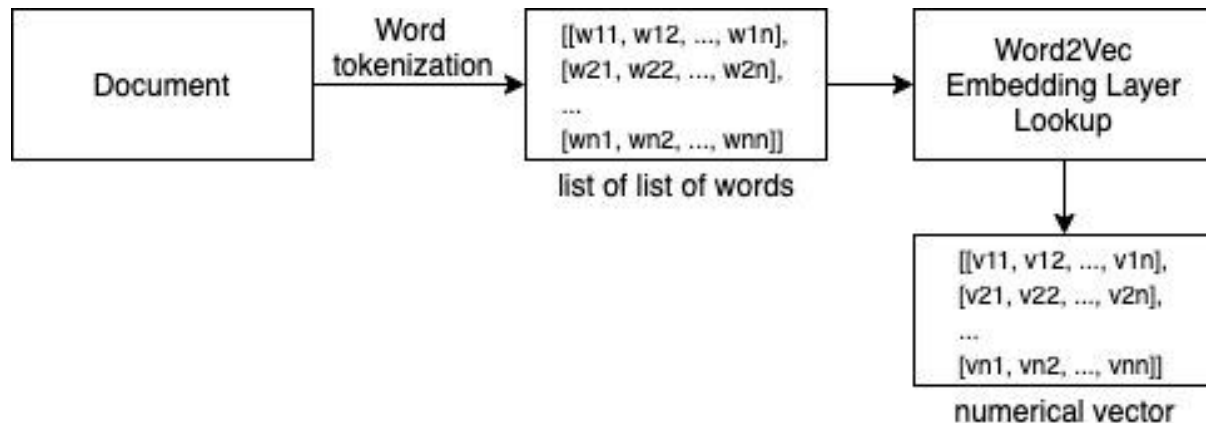 Document
Word
tokenization
[[w11, w12, ..., w1n],
[w21, w22, ..., w2n],
...
[wn1, wn2, ..., wnn]]
list of list of words
Word2Vec
Embedding Layer
Lookup
[[v11, v12, ..., v1n],
[v21, v22, ..., v2n],
...
[vn1, vn2, ..., vnn]]
numerical vector